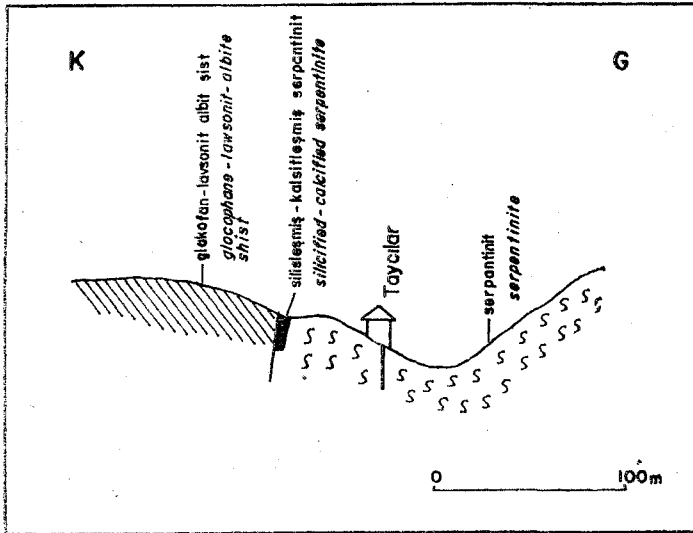 K
G
glokofan-lavsonit albit şist
glocophane-lawsonit-albite
shist
silisleşmiş-kalsitleşmiş serpantinit
silicified-calcified serpentinite
Taycılar
serpantinit
serpentinite
0
100m